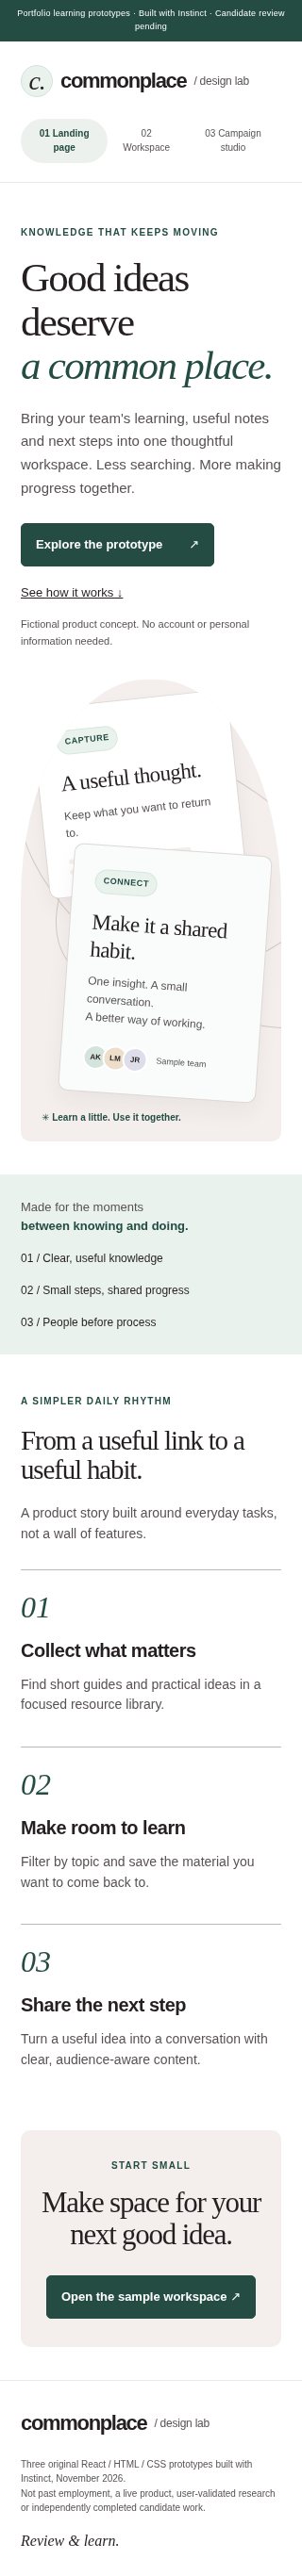 Portfolio learning prototypes · Built with Instinct · Candidate review
pending
c. commonplace / design lab
01 Landing
page
02
Workspace
03 Campaign
studio
KNOWLEDGE THAT KEEPS MOVING
Good ideas
deserve
a common place.
Bring your team's learning, useful notes
and next steps into one thoughtful
workspace. Less searching. More making
progress together.
Explore the prototype ↗
See how it works ↓
Fictional product concept. No account or personal
information needed.
CAPTURE
A useful thought.
Keep what you want to return
to.
CONNECT
Make it a shared
habit.
One insight. A small
conversation.
A better way of working.
AK LM JR Sample team
✳ Learn a little. Use it together.
Made for the moments
between knowing and doing.
01 / Clear, useful knowledge
02 / Small steps, shared progress
03 / People before process
A SIMPLER DAILY RHYTHM
From a useful link to a
useful habit.
A product story built around everyday tasks,
not a wall of features.
01
Collect what matters
Find short guides and practical ideas in a
focused resource library.
02
Make room to learn
Filter by topic and save the material you
want to come back to.
03
Share the next step
Turn a useful idea into a conversation with
clear, audience-aware content.
START SMALL
Make space for your
next good idea.
Open the sample workspace ↗
commonplace / design lab
Three original React / HTML / CSS prototypes built with
Instinct, November 2026.
Not past employment, a live product, user-validated research
or independently completed candidate work.
Review & learn.